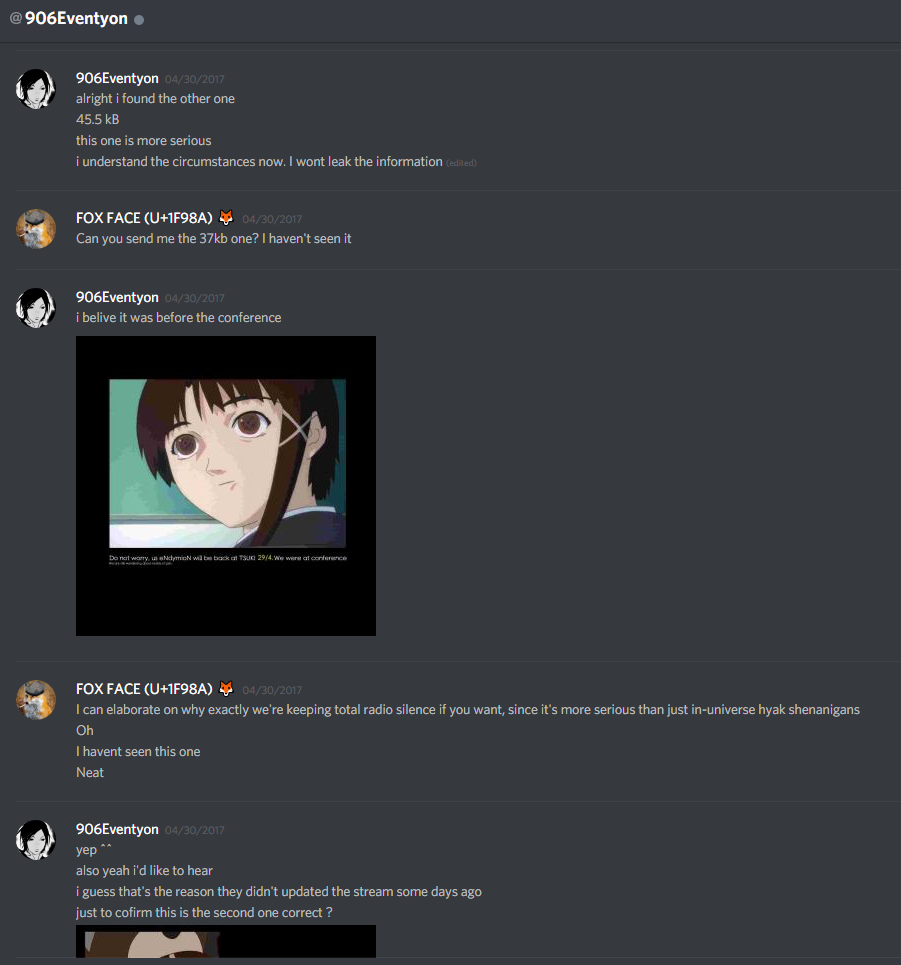 @906Eventyon
906Eventyon 04/30/2017
alright i found the other one
45.5 kB
this one is more serious
i understand the circumstances now. I wont leak the information (edited)
FOX FACE (U+1F98A) 🦊 04/30/2017
Can you send me the 37kb one? I haven't seen it
906Eventyon 04/30/2017
i belive it was before the conference
Do not worry, us eNdymioN will be back at TSUKI 29/4.We were at conference
FOX FACE (U+1F98A) 🦊 04/30/2017
I can elaborate on why exactly we're keeping total radio silence if you want, since it's more serious than just in-universe hyak shenanigans
Oh
I havent seen this one
Neat
906Eventyon 04/30/2017
yep ^^
also yeah i'd like to hear
i guess that's the reason they didn't updated the stream some days ago
just to cofirm this is the second one correct ?